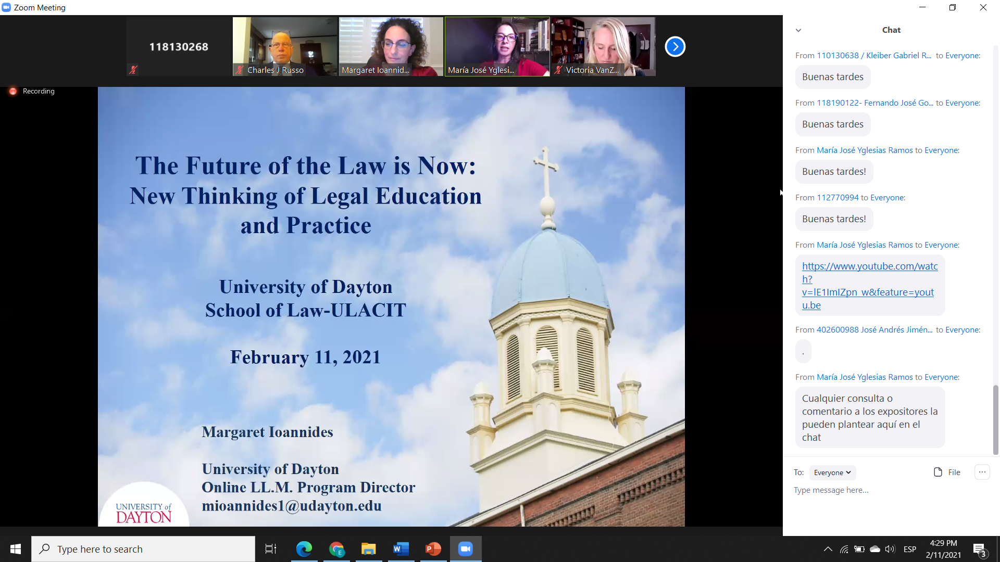 Zoom Meeting
118130268
Charles J Russo
Margaret Ioannid...
María José Yglesi...
Victoria VanZ...
Recording
The Future of the Law is Now:
New Thinking of Legal Education
and Practice
University of Dayton
School of Law-ULACIT
February 11, 2021
Margaret Ioannides
University of Dayton
Online LL.M. Program Director
mioannides1@udayton.edu
UNIVERSITY of
DAYTON
Chat
From 110130638 / Kleiber Gabriel R... to Everyone:
Buenas tardes
From 118190122- Fernando José Go... to Everyone:
Buenas tardes
From María José Yglesias Ramos to Everyone:
Buenas tardes!
From 112770994 to Everyone:
Buenas tardes!
From María José Yglesias Ramos to Everyone:
https://www.youtube.com/watc
h?
v=lE1ImIZpn_w&feature=yout
u.be
From 402600988 José Andrés Jimén... to Everyone:
.
From María José Yglesias Ramos to Everyone:
Cualquier consulta o
comentario a los expositores la
pueden plantear aquí en el
chat
To: Everyone File ...
Type message here...
Type here to search
ESP
4:29 PM
2/11/2021
3